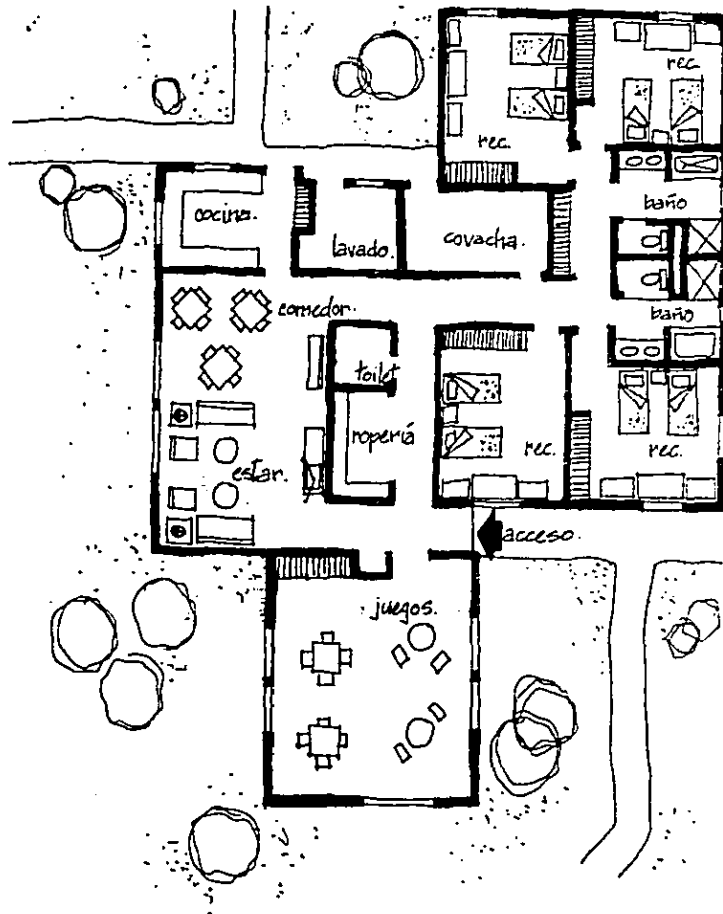 rec.
rec.
cocina.
lavado.
covacha.
baño
comedor.
baño
toilet
ropería
estar.
rec.
rec.
acceso.
juegos.